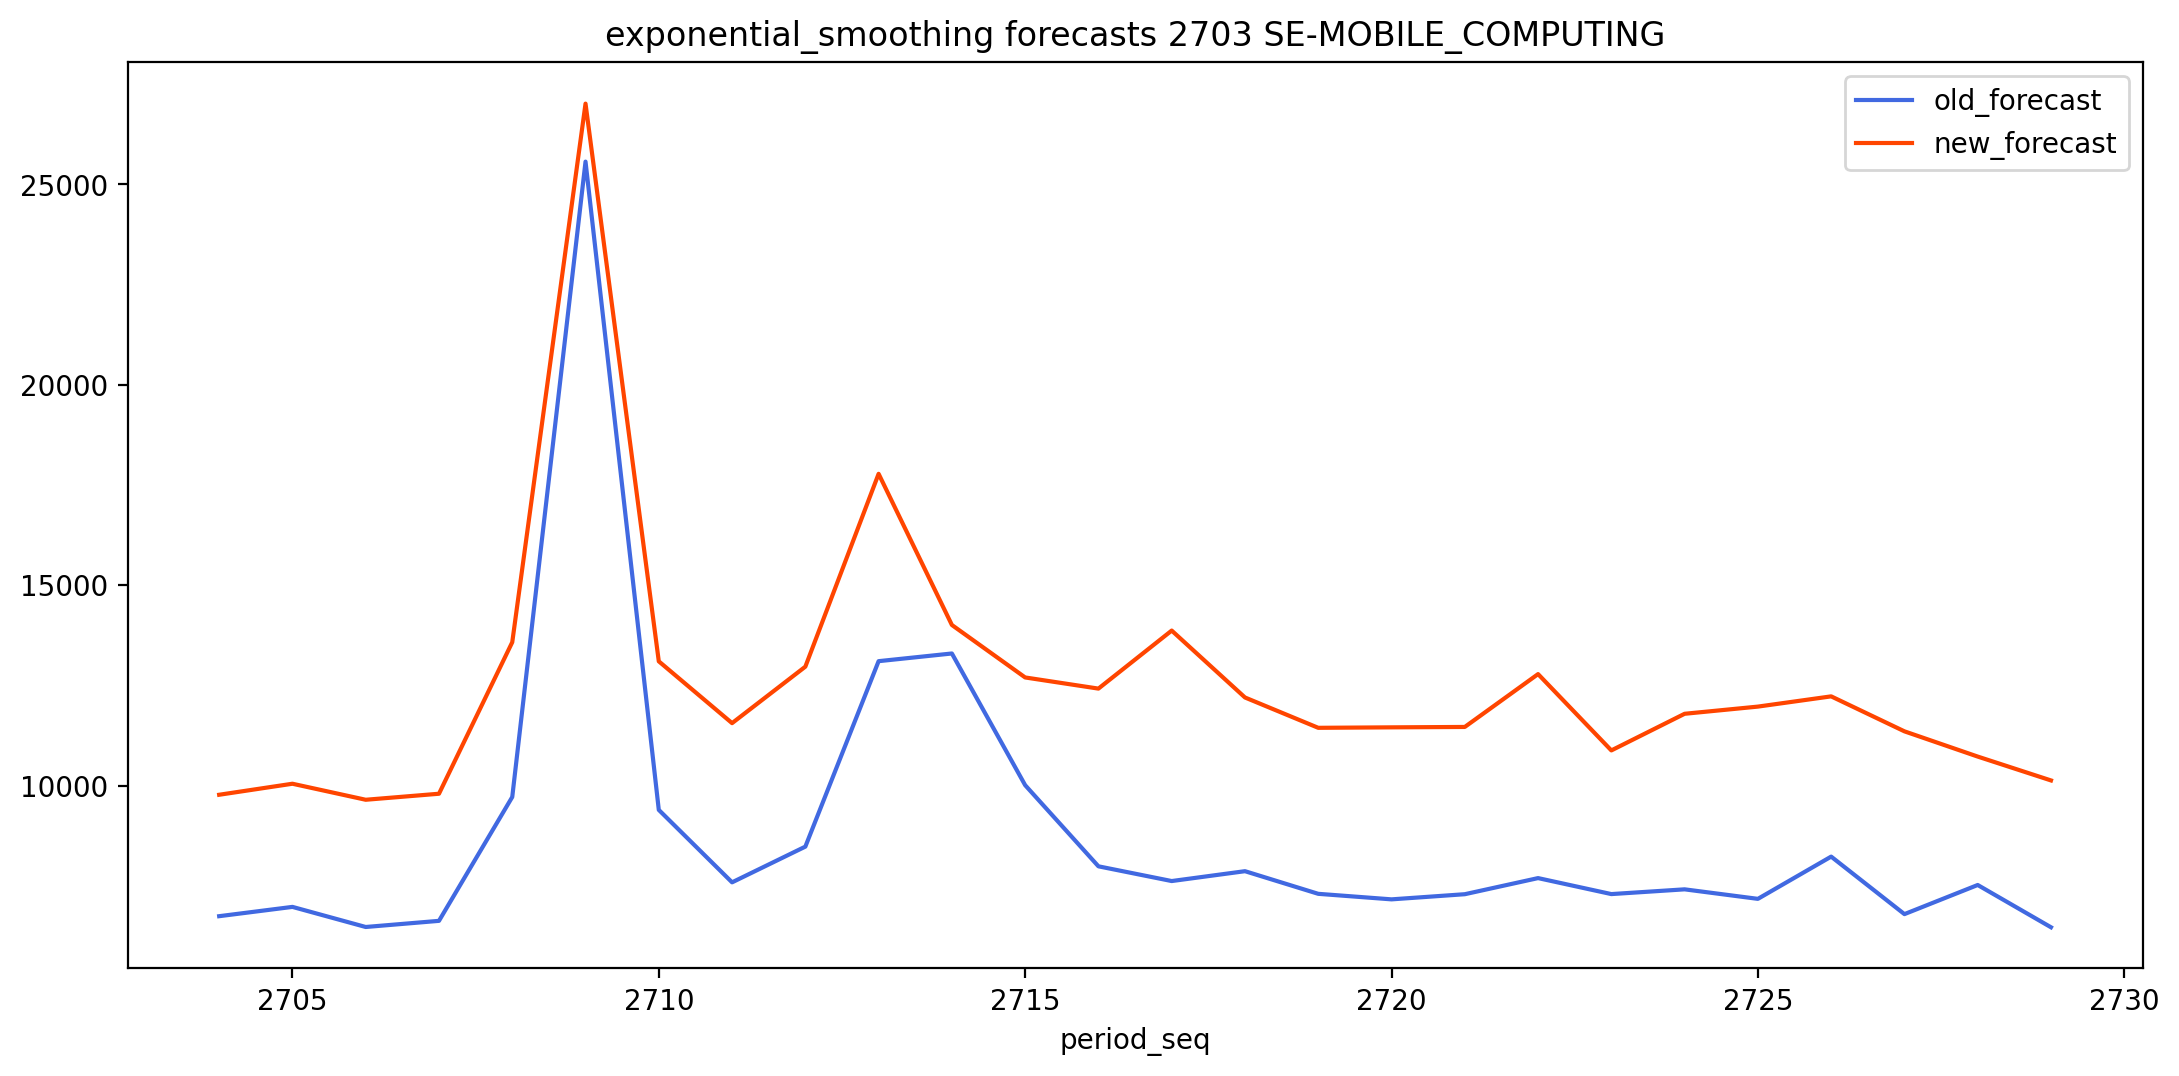 exponential_smoothing forecasts 2703 SE-MOBILE_COMPUTING
old_forecast
new_forecast
25000
20000
15000
10000
2705 2710 2715 2720 2725 2730
period_seq